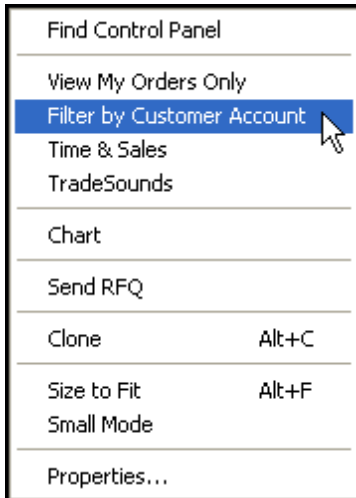 Find Control Panel
View My Orders Only
Filter by Customer Account
Time & Sales
TradeSounds
Chart
Send RFQ
Clone Alt+C
Size to Fit Alt+F
Small Mode
Properties...